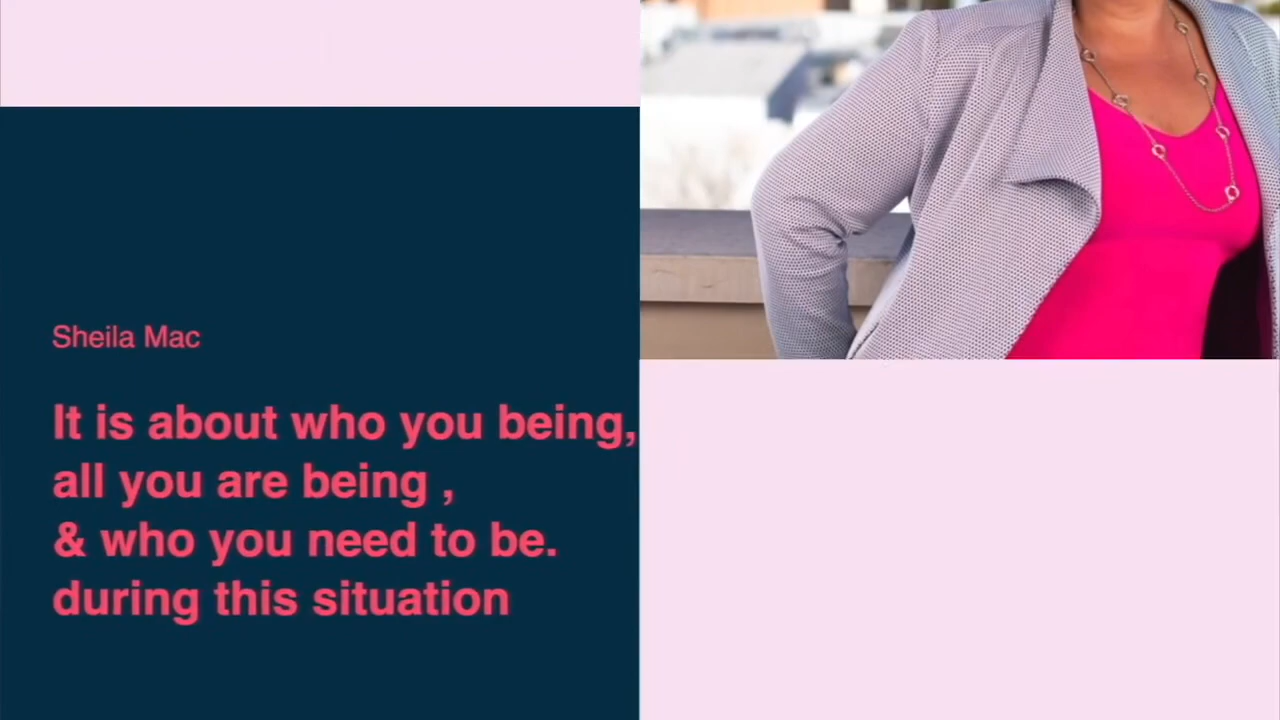 Sheila Mac
It is about who you being,
all you are being ,
& who you need to be.
during this situation